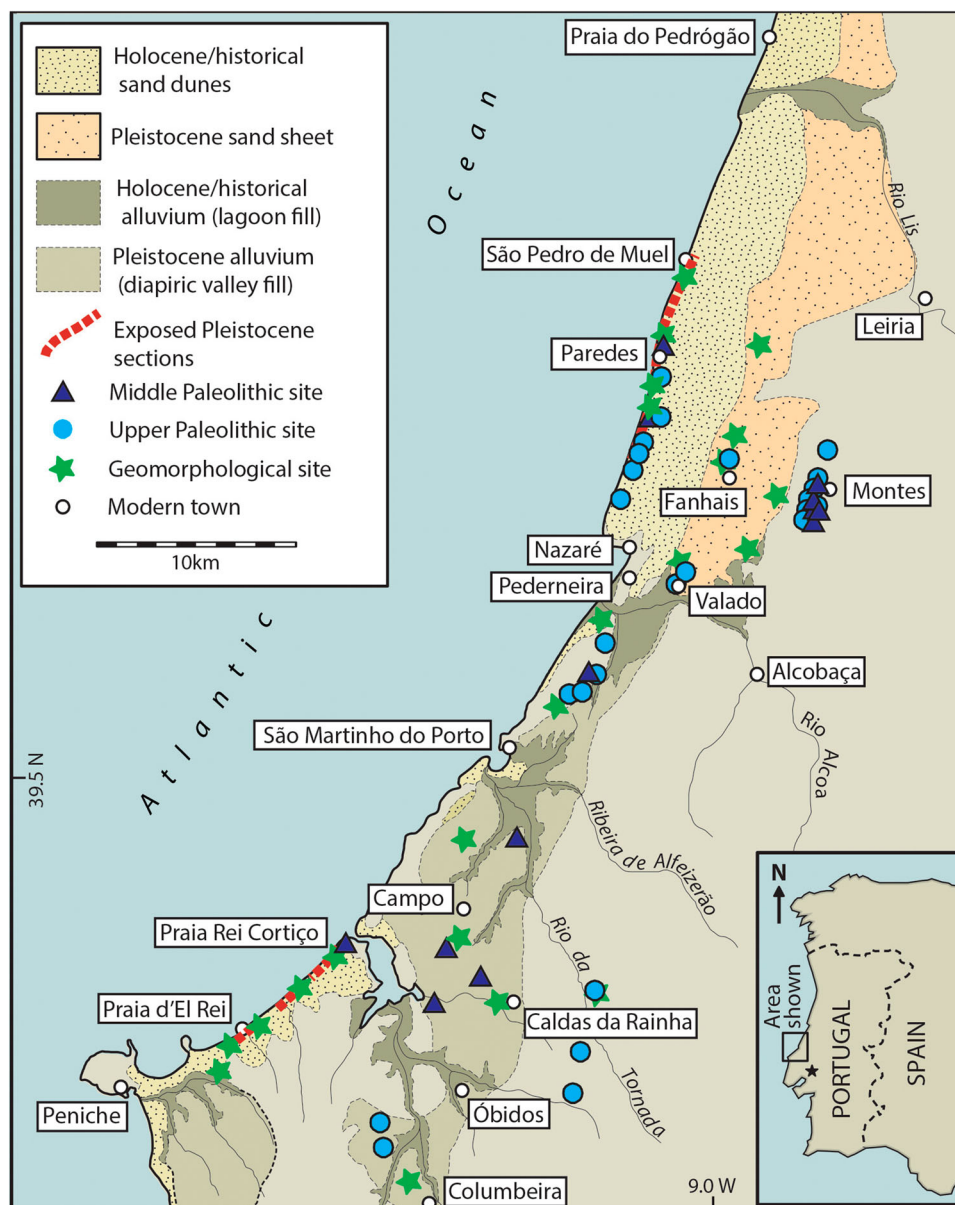 Holocene/historical
sand dunes
Pleistocene sand sheet
Holocene/historical
alluvium (lagoon fill)
Pleistocene alluvium
(diapiric valley fill)
Exposed Pleistocene
sections
Middle Paleolithic site
Upper Paleolithic site
Geomorphological site
Modern town
10km
Atlantic Ocean
Praia do Pedrógão
Rio Lis
São Pedro de Muel
Leiria
Paredes
Fanhais
Montes
Nazaré
Pederneira
Valado
Alcobaça
Rio Alcoa
São Martinho do Porto
39.5 N
Ribeira de Alfeizerão
Campo
Praia Rei Cortiço
Rio da Tornada
Praia d'El Rei
Caldas da Rainha
Peniche
Óbidos
Columbeira
9.0 W
N
Area
shown
PORTUGAL
SPAIN